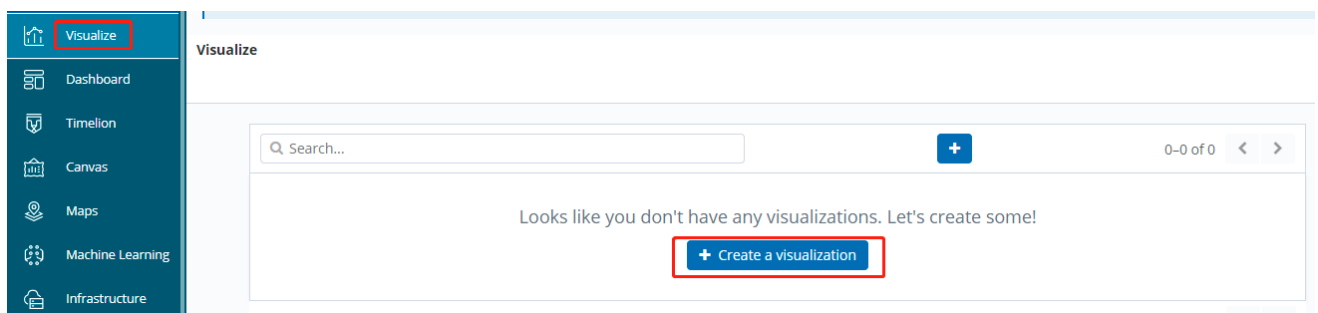 Visualize
Dashboard
Timelion
Canvas
Maps
Machine Learning
Infrastructure
Visualize
Search...
0–0 of 0
Looks like you don't have any visualizations. Let's create some!
+ Create a visualization